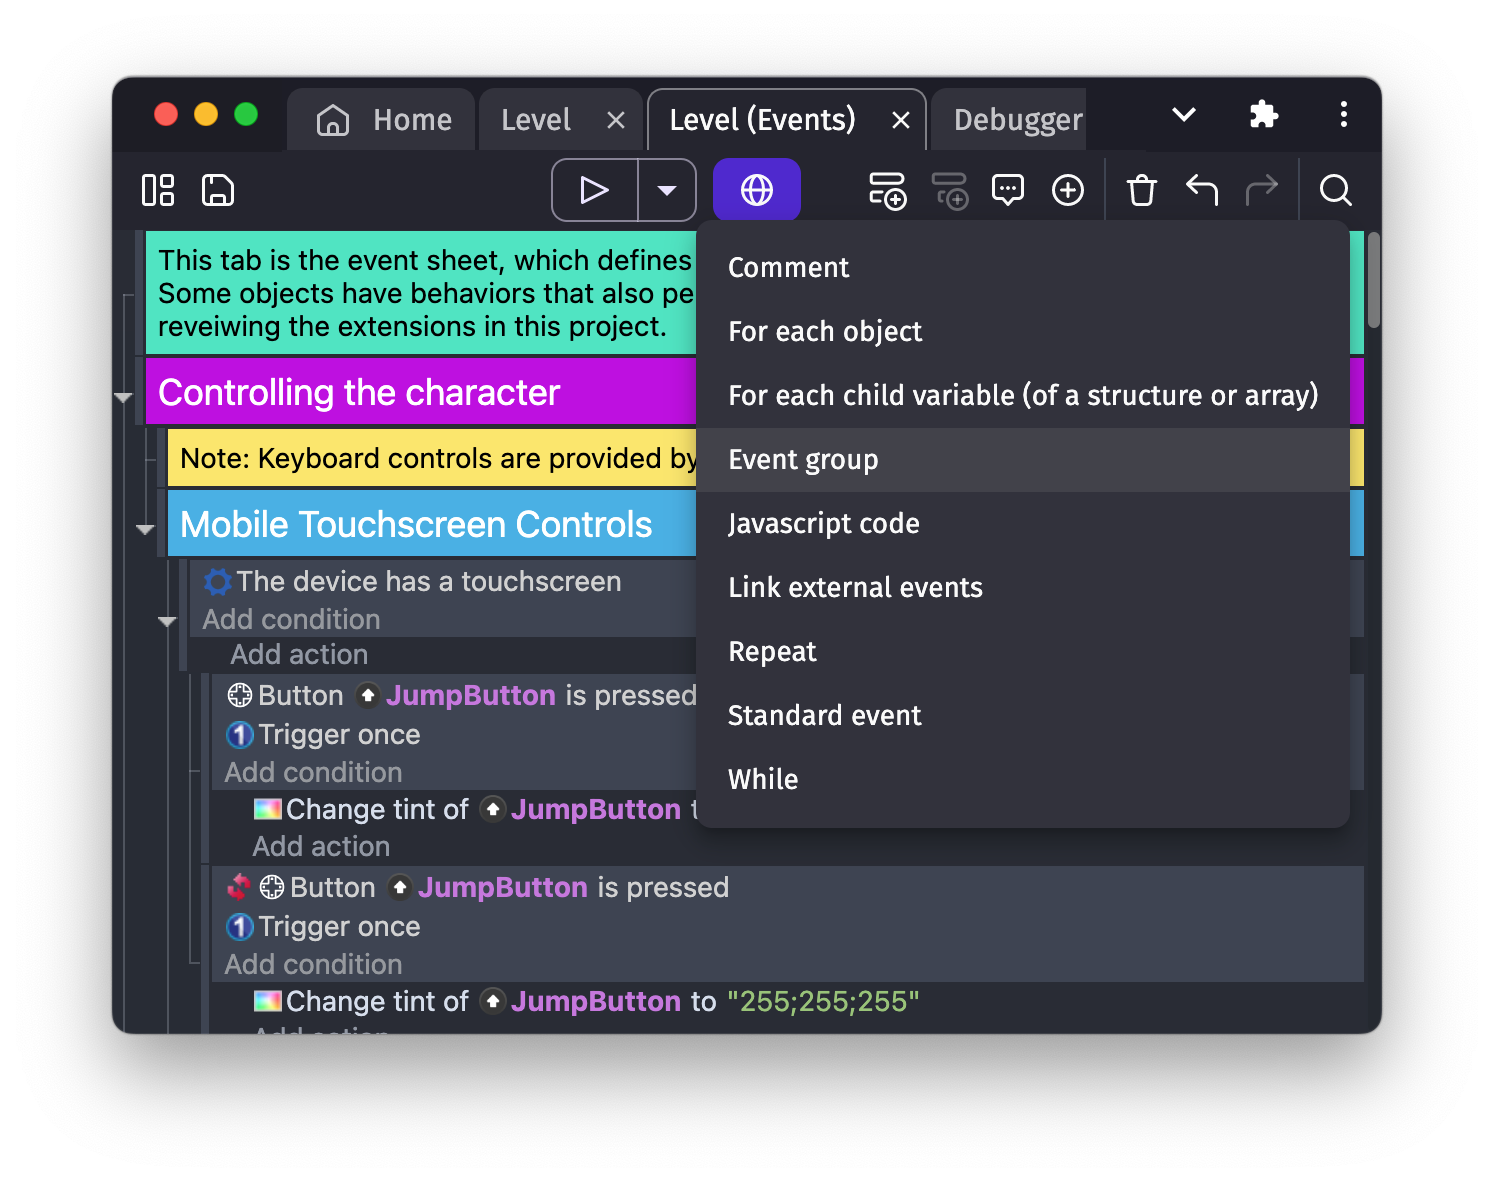 Home
Level
Level (Events)
Debugger
This tab is the event sheet, which defines
Some objects have behaviors that also pe
reveiwing the extensions in this project.
Controlling the character
Note: Keyboard controls are provided by
Mobile Touchscreen Controls
The device has a touchscreen
Add condition
Add action
Button JumpButton is pressed
1 Trigger once
Add condition
Change tint of JumpButton t
Add action
Button JumpButton is pressed
1 Trigger once
Add condition
Change tint of JumpButton to "255;255;255"
Add action
Comment
For each object
For each child variable (of a structure or array)
Event group
Javascript code
Link external events
Repeat
Standard event
While